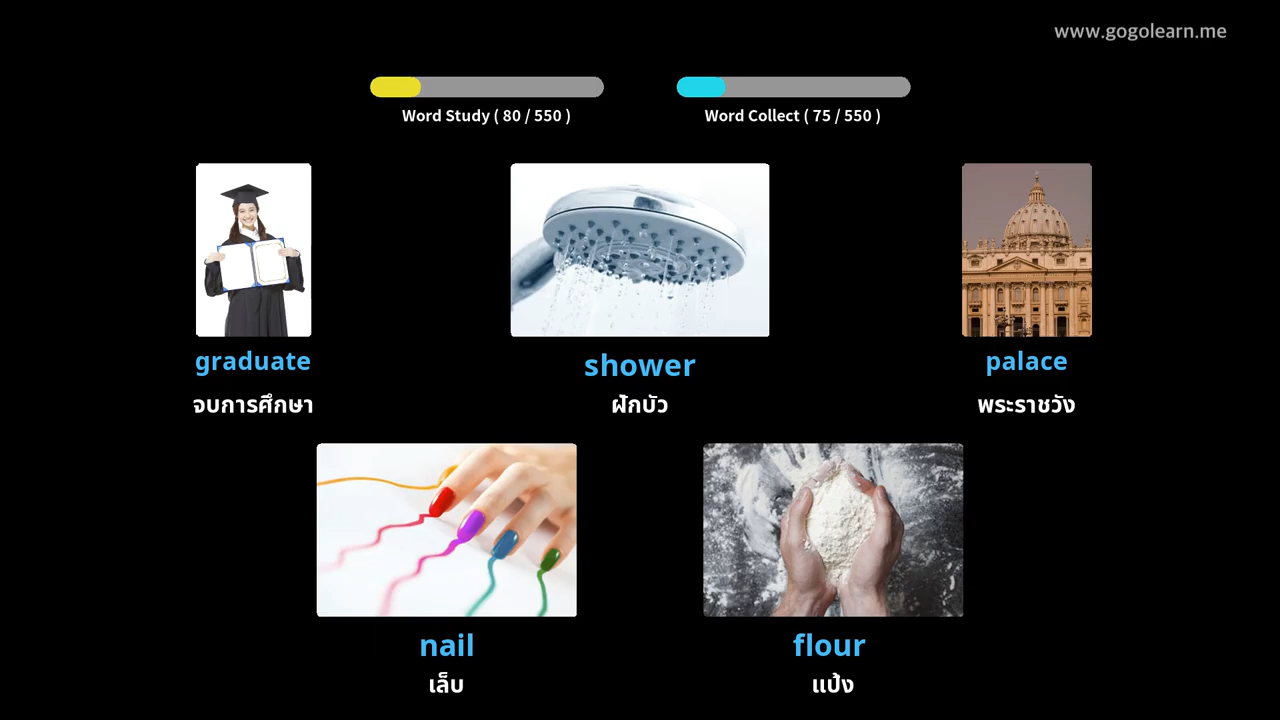 www.gogolearn.me
Word Study ( 80 / 550 )
Word Collect ( 75 / 550 )
graduate
shower
palace
จบการศึกษา
ฝักบัว
พระราชวัง
nail
flour
เล็บ
แป้ง